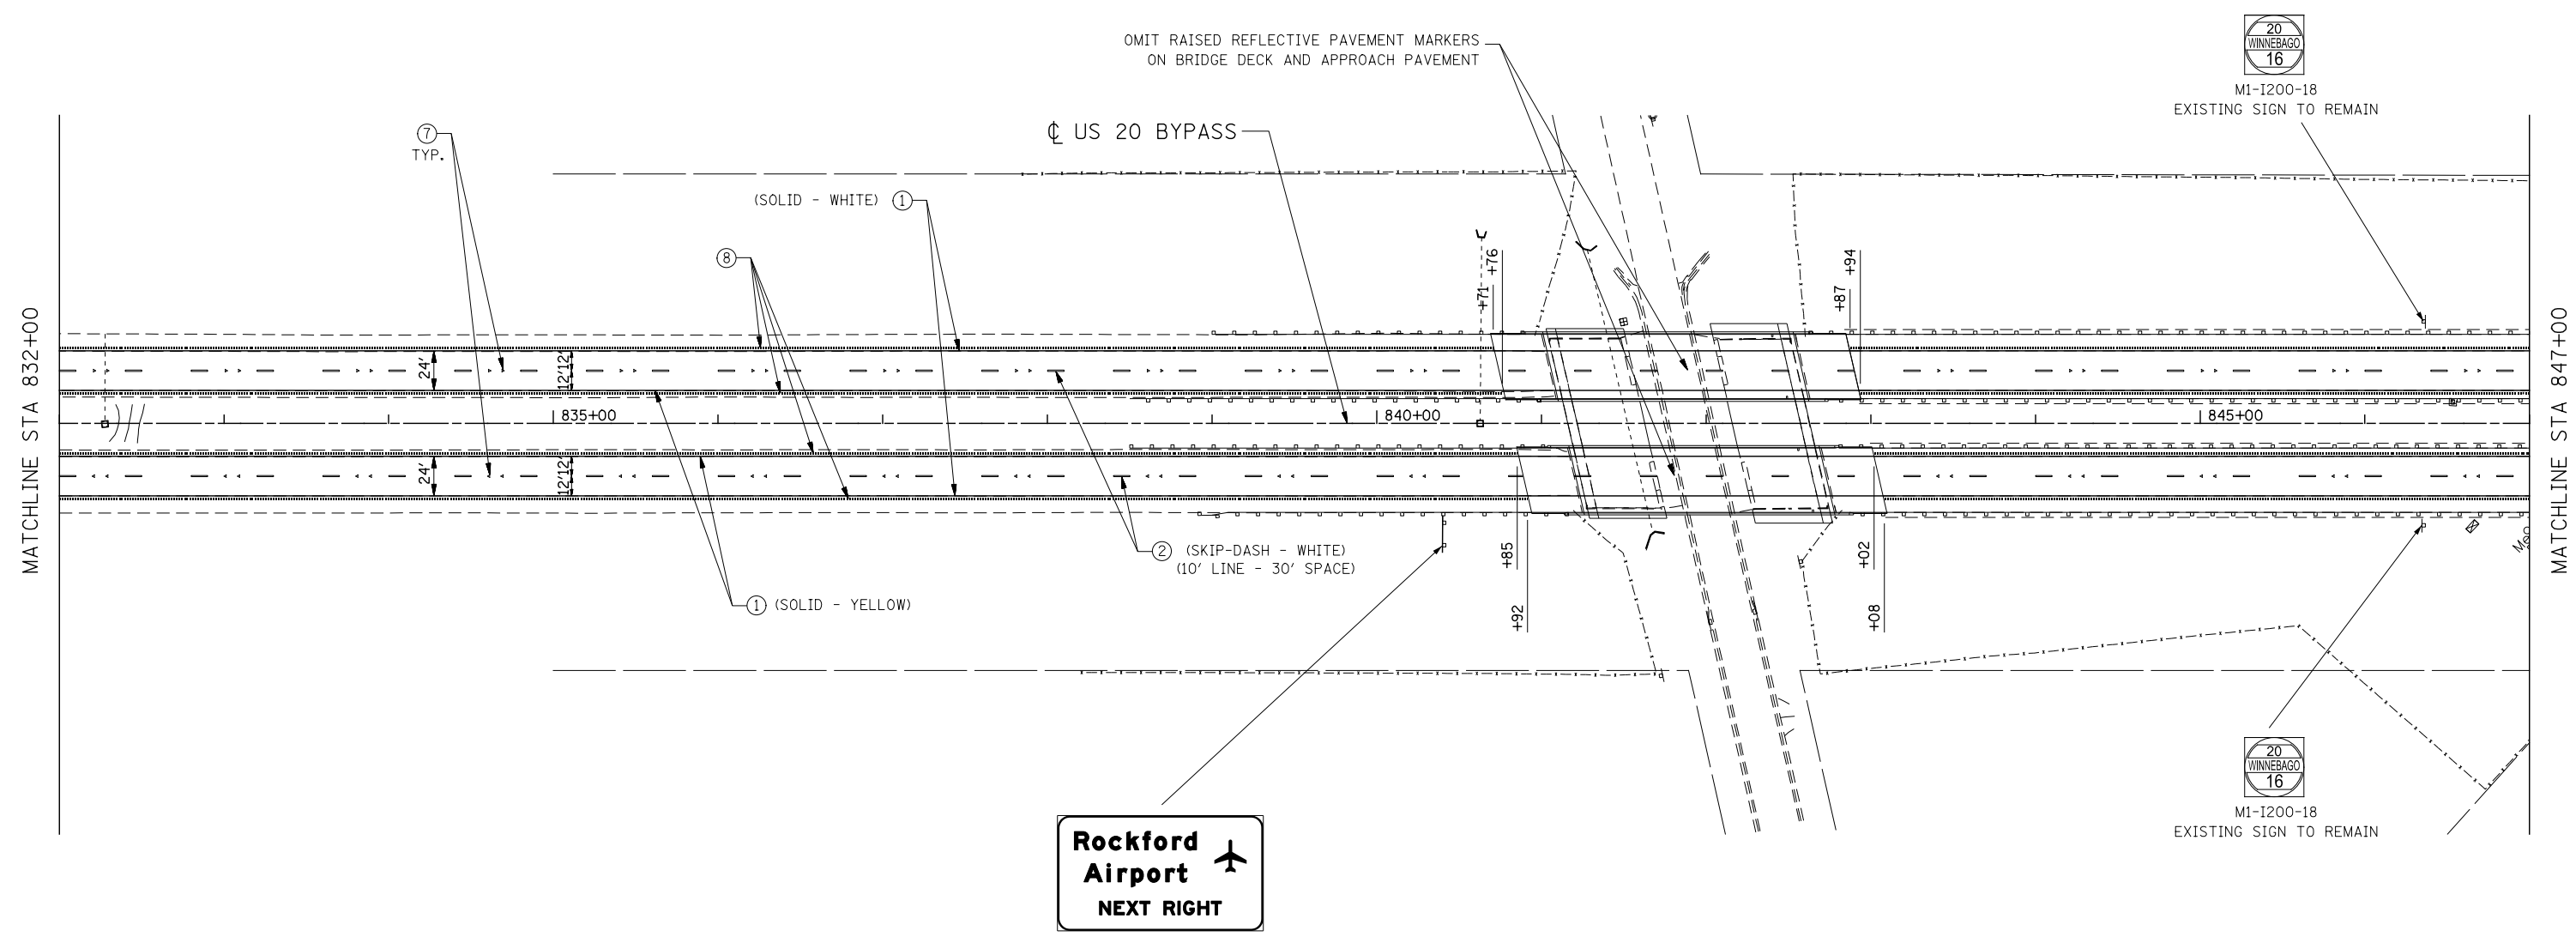 OMIT RAISED REFLECTIVE PAVEMENT MARKERS
ON BRIDGE DECK AND APPROACH PAVEMENT
20
WINNEBAGO
16
M1-I200-18
EXISTING SIGN TO REMAIN
7
TYP.
℄ US 20 BYPASS
(SOLID - WHITE) 1
8
+76
+71
+94
+87
MATCHLINE STA 832+00
MATCHLINE STA 847+00
24'
12'12'
835+00
840+00
845+00
24'
12'12'
2 (SKIP-DASH - WHITE)
(10' LINE - 30' SPACE)
+85
+92
+02
+08
1 (SOLID - YELLOW)
20
WINNEBAGO
16
M1-I200-18
EXISTING SIGN TO REMAIN
Rockford
Airport
NEXT RIGHT